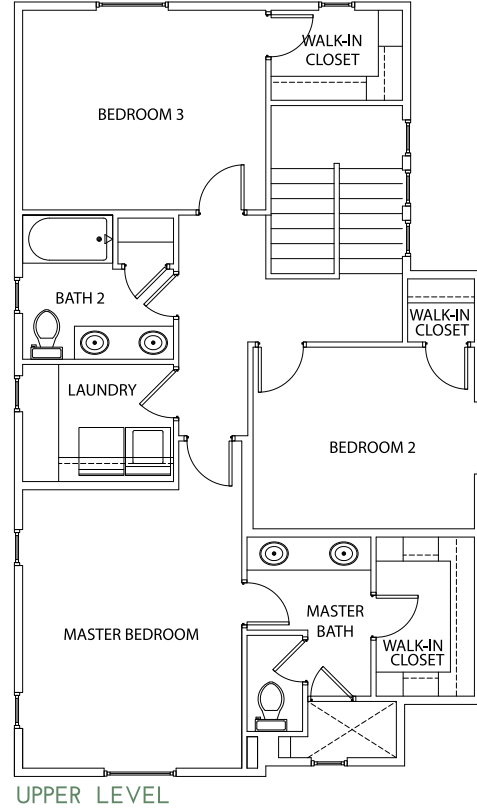 WALK-IN
CLOSET
BEDROOM 3
BATH 2
WALK-IN
CLOSET
LAUNDRY
BEDROOM 2
MASTER BEDROOM
MASTER
BATH
WALK-IN
CLOSET
UPPER LEVEL